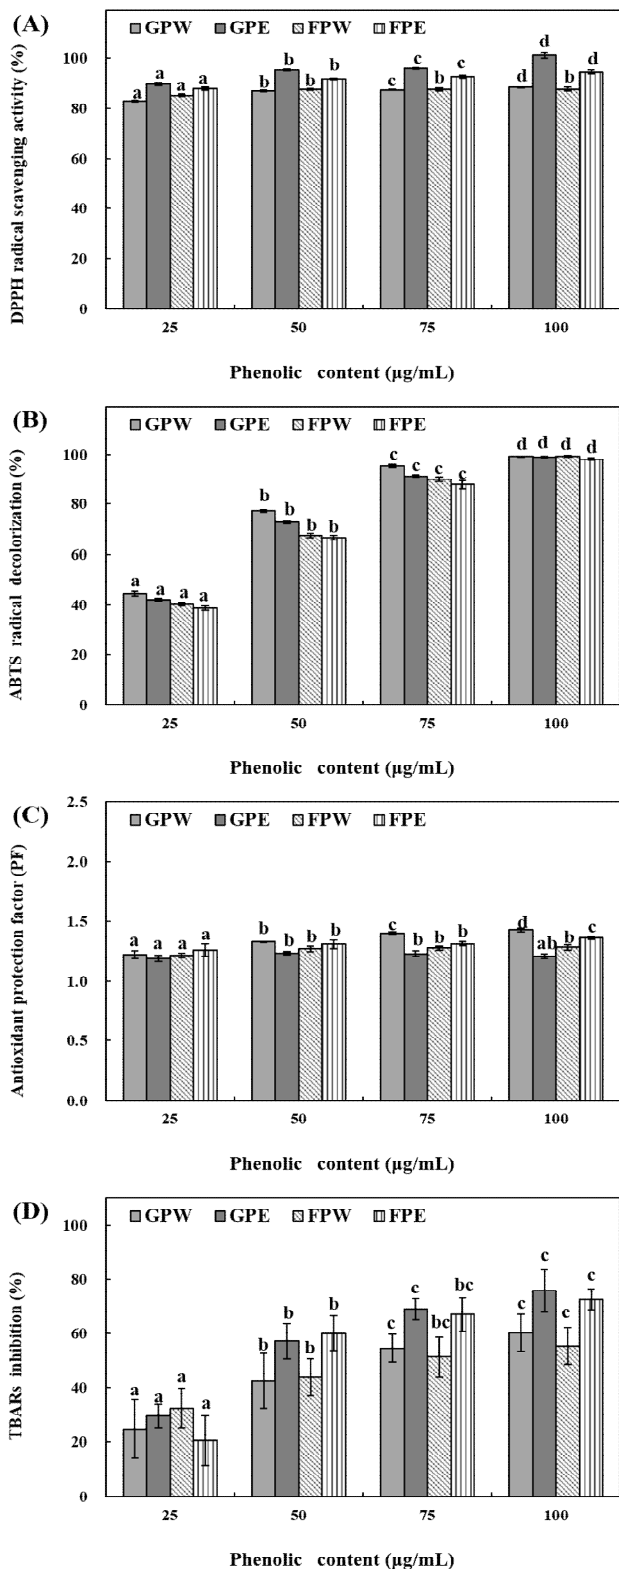 (A)
GPW GPE FPW FPE
DPPH radical scavenging activity (%)
100
80
60
40
20
0
a a a a
b b b b
c c c c
d d b d
25 50 75 100
Phenolic content (µg/mL)
(B)
GPW GPE FPW FPE
ABTS radical decolorization (%)
100
80
60
40
20
0
a a a a
b b b b
c c c c
d d d d
25 50 75 100
Phenolic content (µg/mL)
(C)
GPW GPE FPW FPE
Antioxidant protection factor (PF)
2.5
2.0
1.5
1.0
0.5
0.0
a a a a
b b b b
c b b b
d ab b c
25 50 75 100
Phenolic content (µg/mL)
(D)
GPW GPE FPW FPE
TBARs inhibition (%)
100
80
60
40
20
0
a a a a
b b b b
c c bc bc
c c c c
25 50 75 100
Phenolic content (µg/mL)